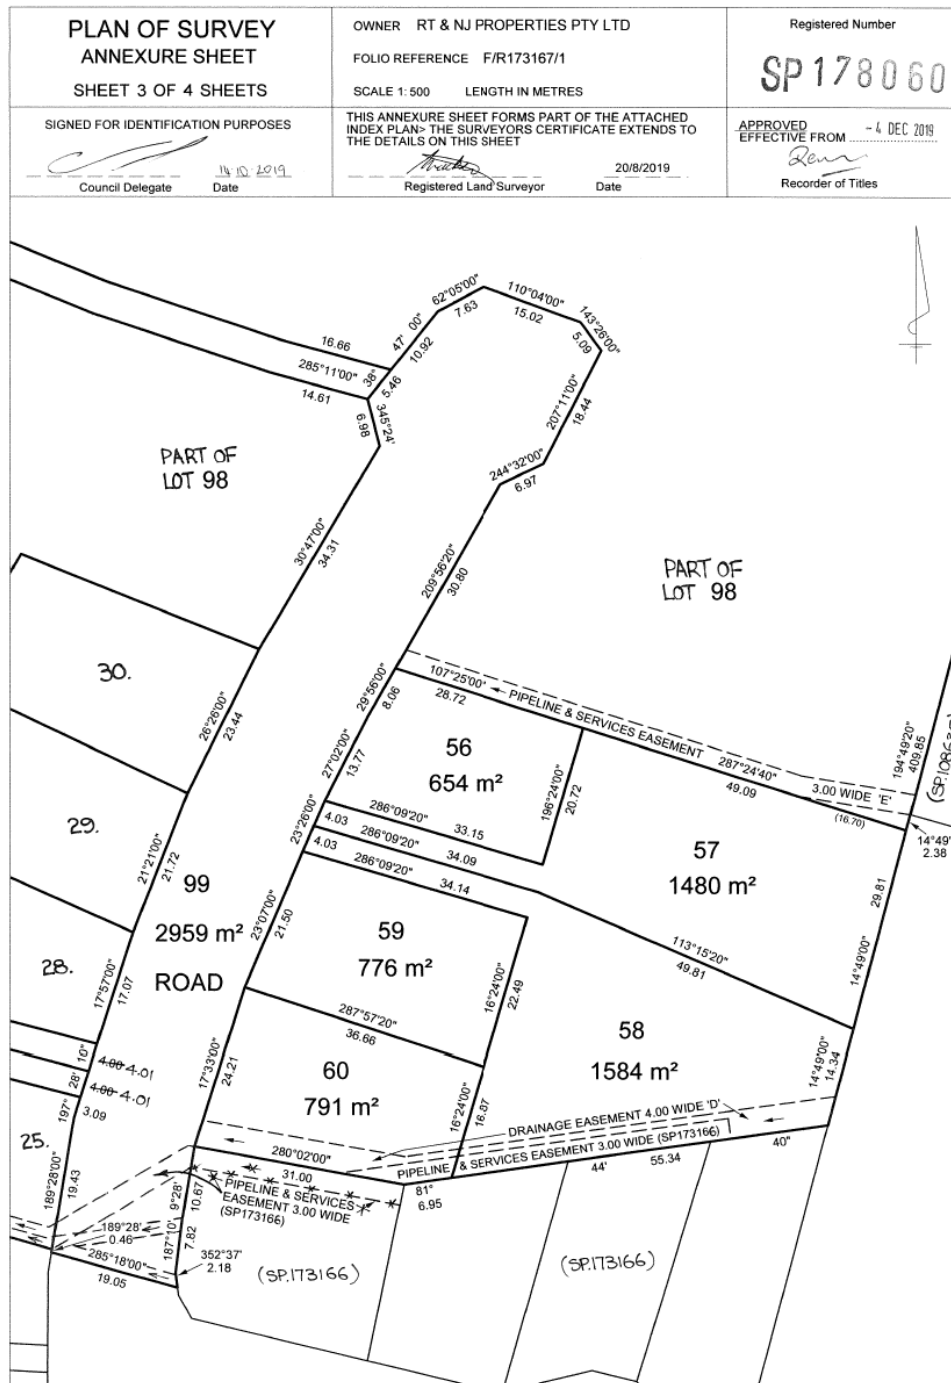 PLAN OF SURVEY
ANNEXURE SHEET
SHEET 3 OF 4 SHEETS
OWNER RT & NJ PROPERTIES PTY LTD
FOLIO REFERENCE F/R173167/1
SCALE 1: 500 LENGTH IN METRES
Registered Number
SP178060
SIGNED FOR IDENTIFICATION PURPOSES
14.10.2019
Council Delegate Date
THIS ANNEXURE SHEET FORMS PART OF THE ATTACHED
INDEX PLAN> THE SURVEYORS CERTIFICATE EXTENDS TO
THE DETAILS ON THIS SHEET
20/8/2019
Registered Land Surveyor Date
APPROVED
EFFECTIVE FROM - 4 DEC 2019
Recorder of Titles
62°05'00"
7.63
110°04'00"
15.02
143°26'00"
5.09
38° 47' 00"
10.92
5.46
16.66
285°11'00"
14.61
345°24'
6.98
207°11'00"
18.44
244°32'00"
6.97
PART OF
LOT 98
30°47'00"
34.31
209°56'20"
30.80
PART OF
LOT 98
30.
26°26'00"
23.44
29°56'00"
8.06
107°25'00"
28.72
PIPELINE & SERVICES EASEMENT
287°24'40"
49.09
3.00 WIDE 'E'
(16.70)
194°49'20"
409.85
14°49'
2.38
27°02'00"
13.77
56
654 m²
196°24'00"
20.72
29.
21°21'00"
21.72
23°26'00"
4.03
286°09'20"
33.15
4.03
286°09'20"
34.09
286°09'20"
34.14
57
1480 m²
29.81
14°49'00"
99
2959 m²
ROAD
23°07'00"
21.50
59
776 m²
113°15'20"
49.81
16°24'00"
22.49
28.
17°57'00"
17.07
287°57'20"
36.66
58
1584 m²
14°49'00"
14.34
17°33'00"
24.21
60
791 m²
16°24'00"
16.87
4.00 4.01
4.00 4.01
197° 28' 10"
3.09
25.
DRAINAGE EASEMENT 4.00 WIDE 'D'
PIPELINE & SERVICES EASEMENT 3.00 WIDE (SP173166)
280°02'00"
31.00
81° 44' 40"
6.95
55.34
189°28'00"
19.43
PIPELINE & SERVICES
EASEMENT 3.00 WIDE
(SP173166)
9°28'
10.67
187°10'
7.82
189°28'
0.46
285°18'00"
19.05
352°37'
2.18
(SP.173166)
(SP.173166)